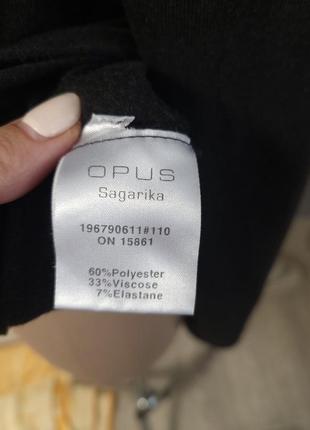 OPUS
Sagarika
196790611#110
ON 15861
60%Polyester
33%Viscose
7%Elastane